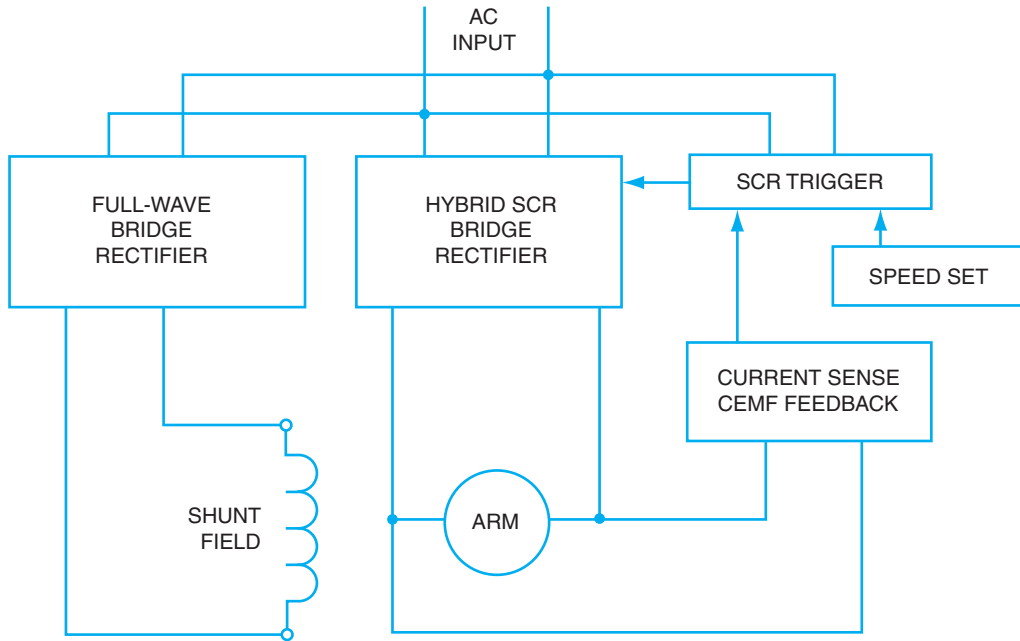 AC
INPUT
FULL-WAVE
BRIDGE
RECTIFIER
HYBRID SCR
BRIDGE
RECTIFIER
SCR TRIGGER
SPEED SET
CURRENT SENSE
CEMF FEEDBACK
SHUNT
FIELD
ARM